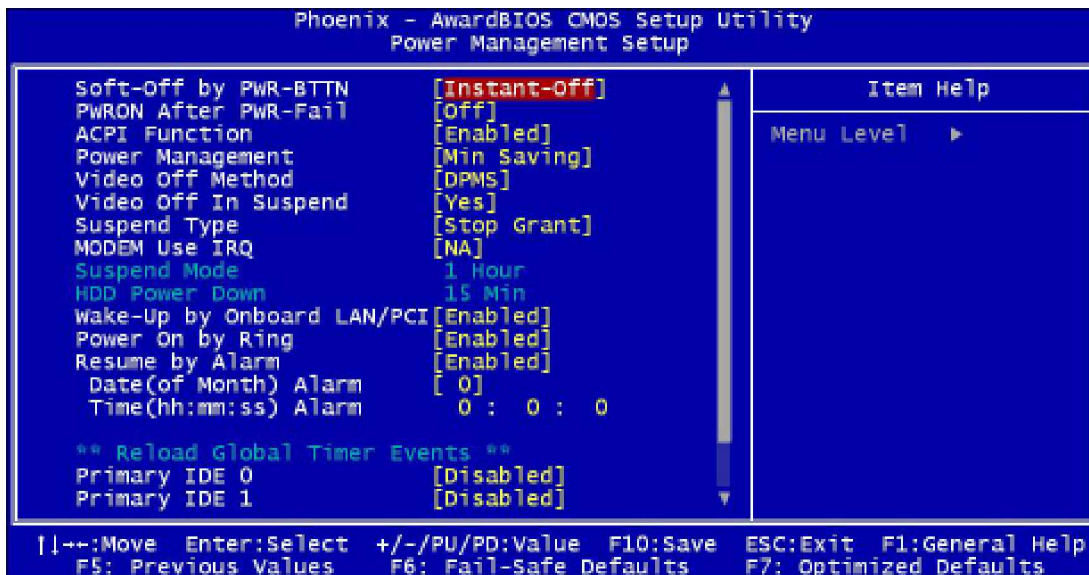 Phoenix - AwardBIOS CMOS Setup Utility
Power Management Setup
Soft-Off by PWR-BTTN [Instant-Off]
PWRON After PWR-Fail [Off]
ACPI Function [Enabled]
Power Management [Min Saving]
Video Off Method [DPMS]
Video Off In Suspend [Yes]
Suspend Type [Stop Grant]
MODEM Use IRQ [NA]
Suspend Mode 1 Hour
HDD Power Down 15 Min
Wake-Up by Onboard LAN/PCI[Enabled]
Power On by Ring [Enabled]
Resume by Alarm [Enabled]
Date(of Month) Alarm [ 0]
Time(hh:mm:ss) Alarm 0 : 0 : 0
** Reload Global Timer Events **
Primary IDE 0 [Disabled]
Primary IDE 1 [Disabled]
Item Help
Menu Level ►
↑↓→←:Move Enter:Select +/-/PU/PD:Value F10:Save ESC:Exit F1:General Help
F5: Previous Values F6: Fail-Safe Defaults F7: Optimized Defaults